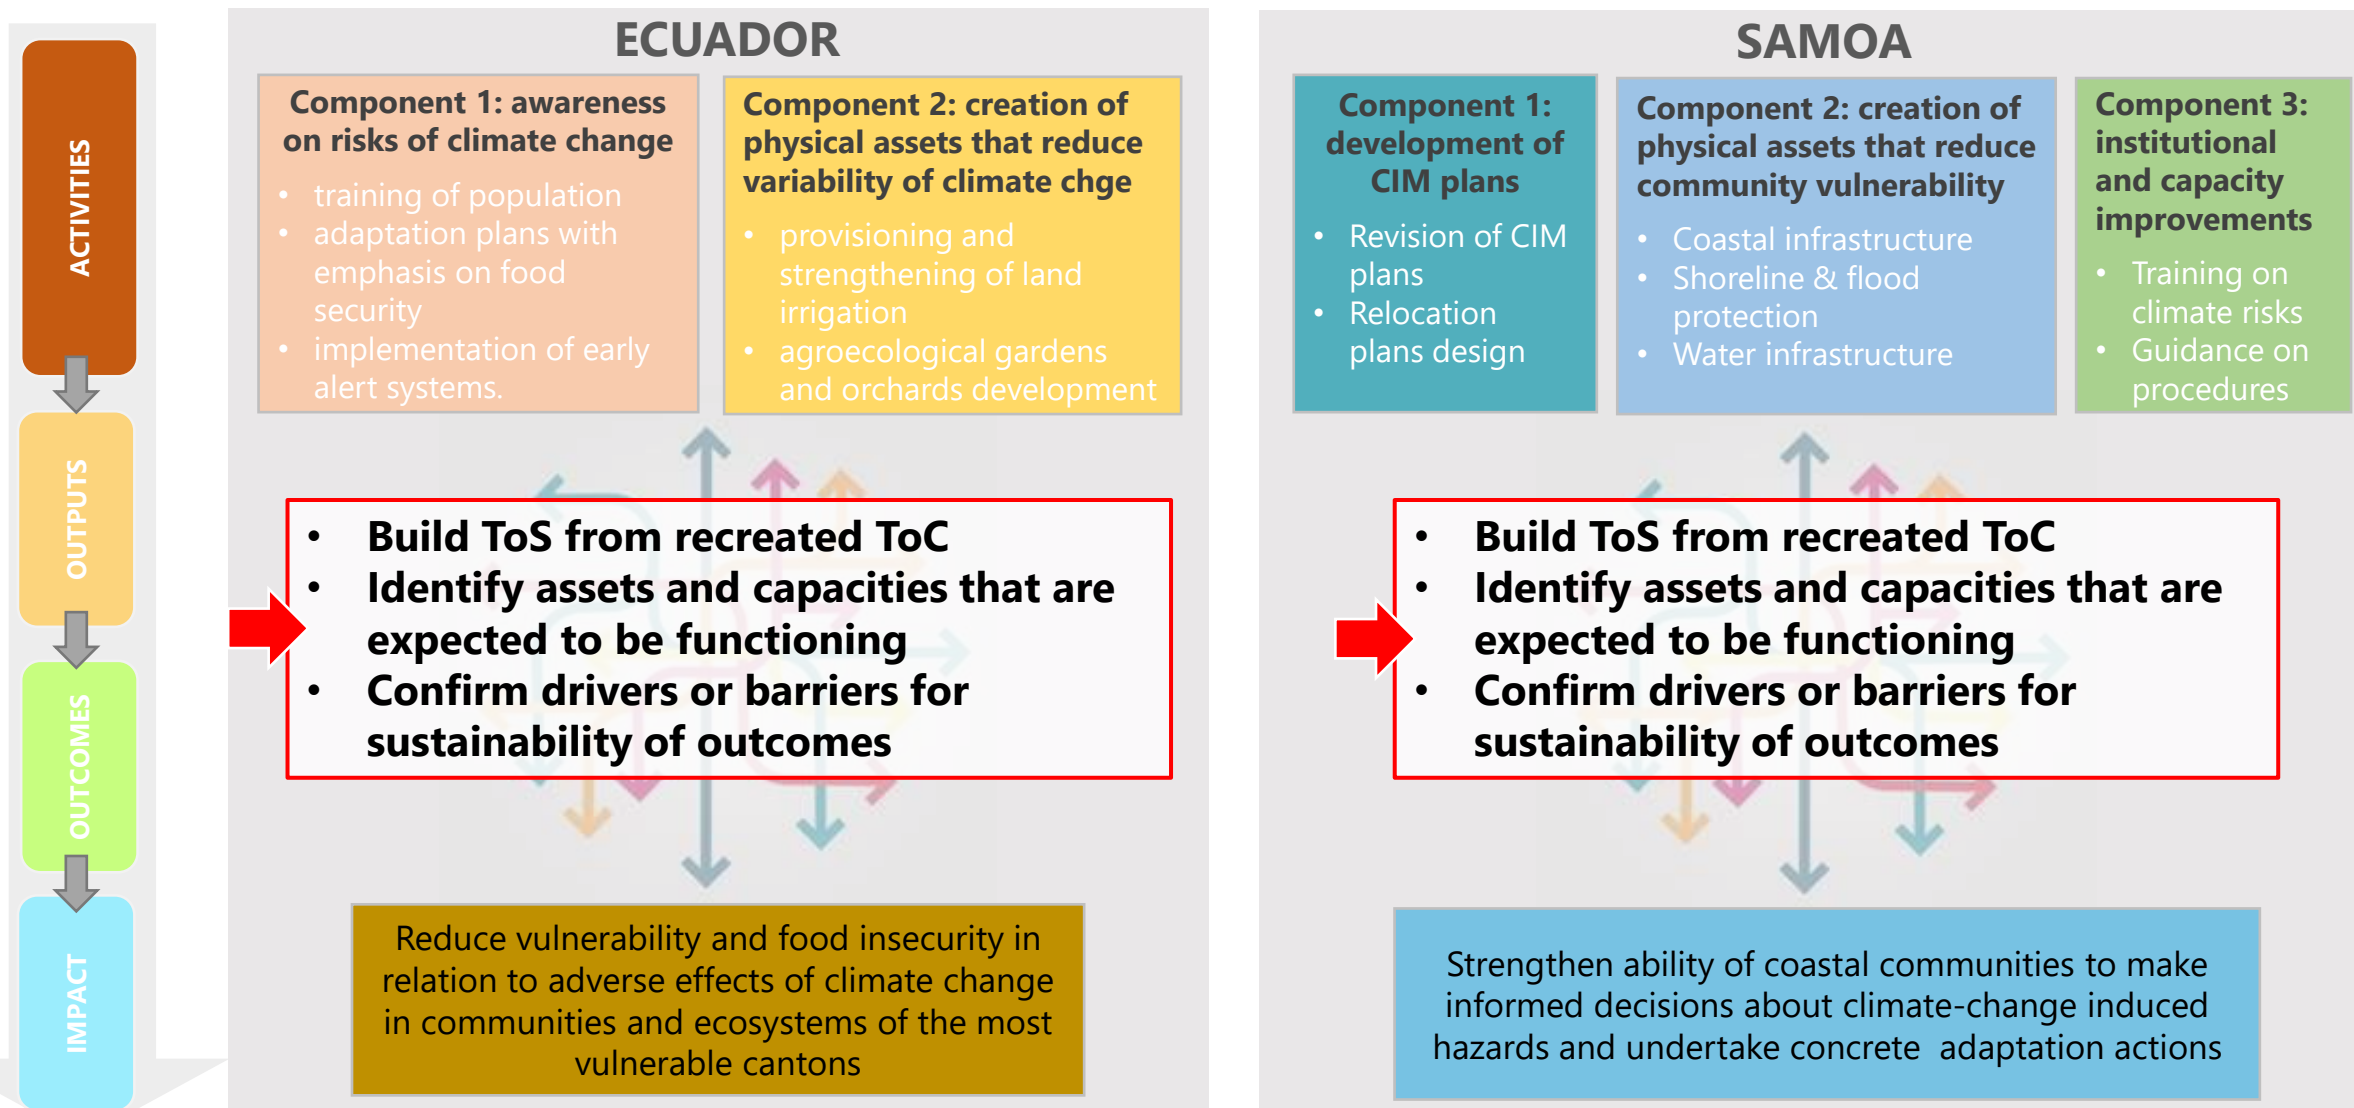 ACTIVITIES
OUTPUTS
OUTCOMES
IMPACT
ECUADOR
Component 1: awareness
on risks of climate change
• training of population
• adaptation plans with
emphasis on food
security
• implementation of early
alert systems.
Component 2: creation of
physical assets that reduce
variability of climate chge
• provisioning and
strengthening of land
irrigation
• agroecological gardens
and orchards development
• Build ToS from recreated ToC
• Identify assets and capacities that are
expected to be functioning
• Confirm drivers or barriers for
sustainability of outcomes
Reduce vulnerability and food insecurity in
relation to adverse effects of climate change
in communities and ecosystems of the most
vulnerable cantons
SAMOA
Component 1:
development of
CIM plans
• Revision of CIM
plans
• Relocation
plans design
Component 2: creation of
physical assets that reduce
community vulnerability
• Coastal infrastructure
• Shoreline & flood
protection
• Water infrastructure
Component 3:
institutional
and capacity
improvements
• Training on
climate risks
• Guidance on
procedures
• Build ToS from recreated ToC
• Identify assets and capacities that are
expected to be functioning
• Confirm drivers or barriers for
sustainability of outcomes
Strengthen ability of coastal communities to make
informed decisions about climate-change induced
hazards and undertake concrete adaptation actions